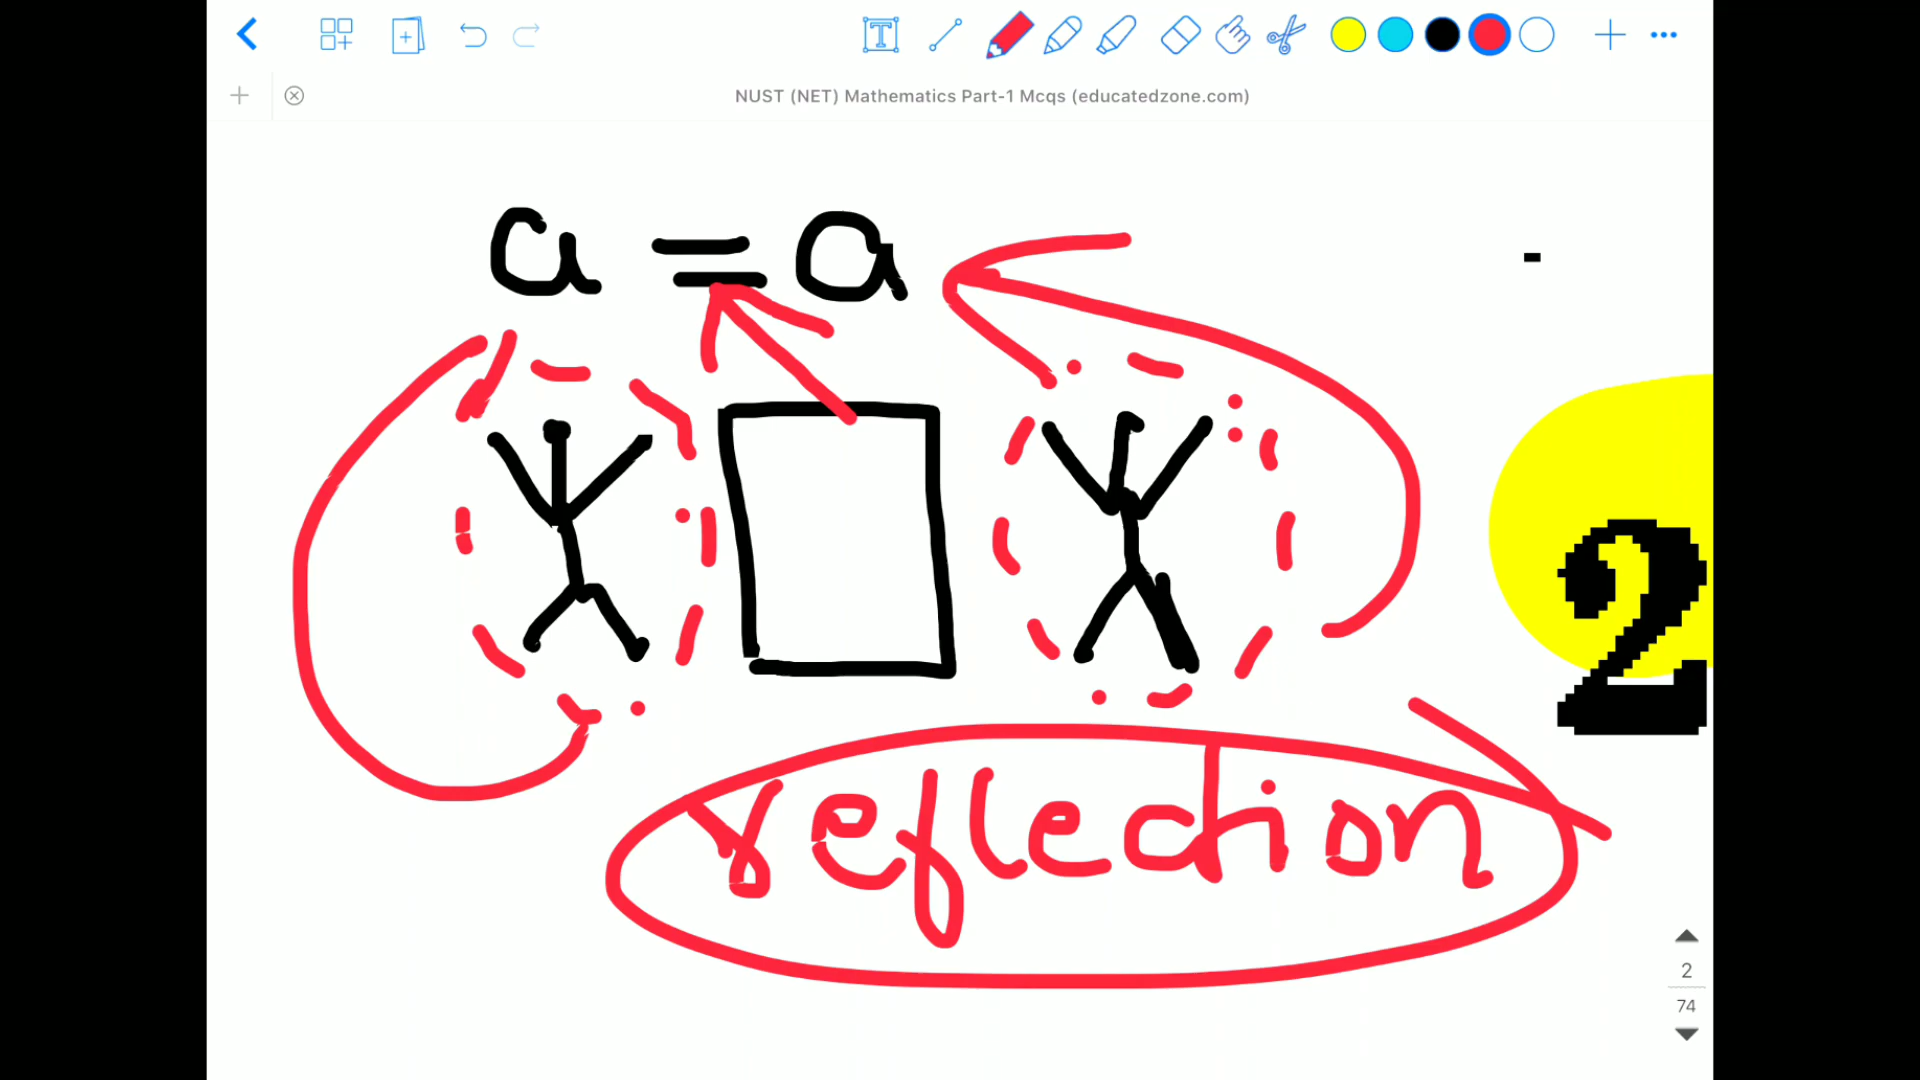 NUST (NET) Mathematics Part-1 Mcqs (educatedzone.com)
a = a
2
reflection
2
74